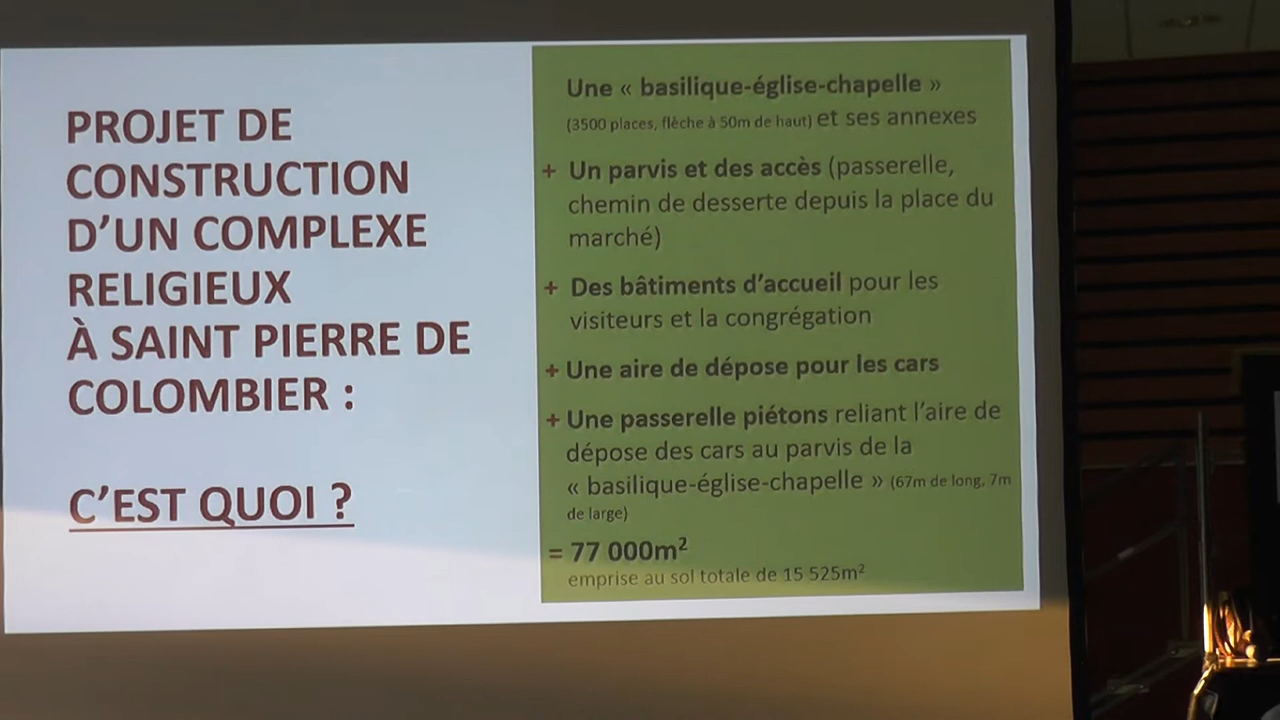 PROJET DE
CONSTRUCTION
D'UN COMPLEXE
RELIGIEUX
À SAINT PIERRE DE
COLOMBIER :
C'EST QUOI ?
Une « basilique-église-chapelle »
(3500 places, flèche à 50m de haut) et ses annexes
+ Un parvis et des accès (passerelle,
chemin de desserte depuis la place du
marché)
+ Des bâtiments d'accueil pour les
visiteurs et la congrégation
+ Une aire de dépose pour les cars
+ Une passerelle piétons reliant l'aire de
dépose des cars au parvis de la
« basilique-église-chapelle » (67m de long, 7m
de large)
= 77 000m²
emprise au sol totale de 15 525m²